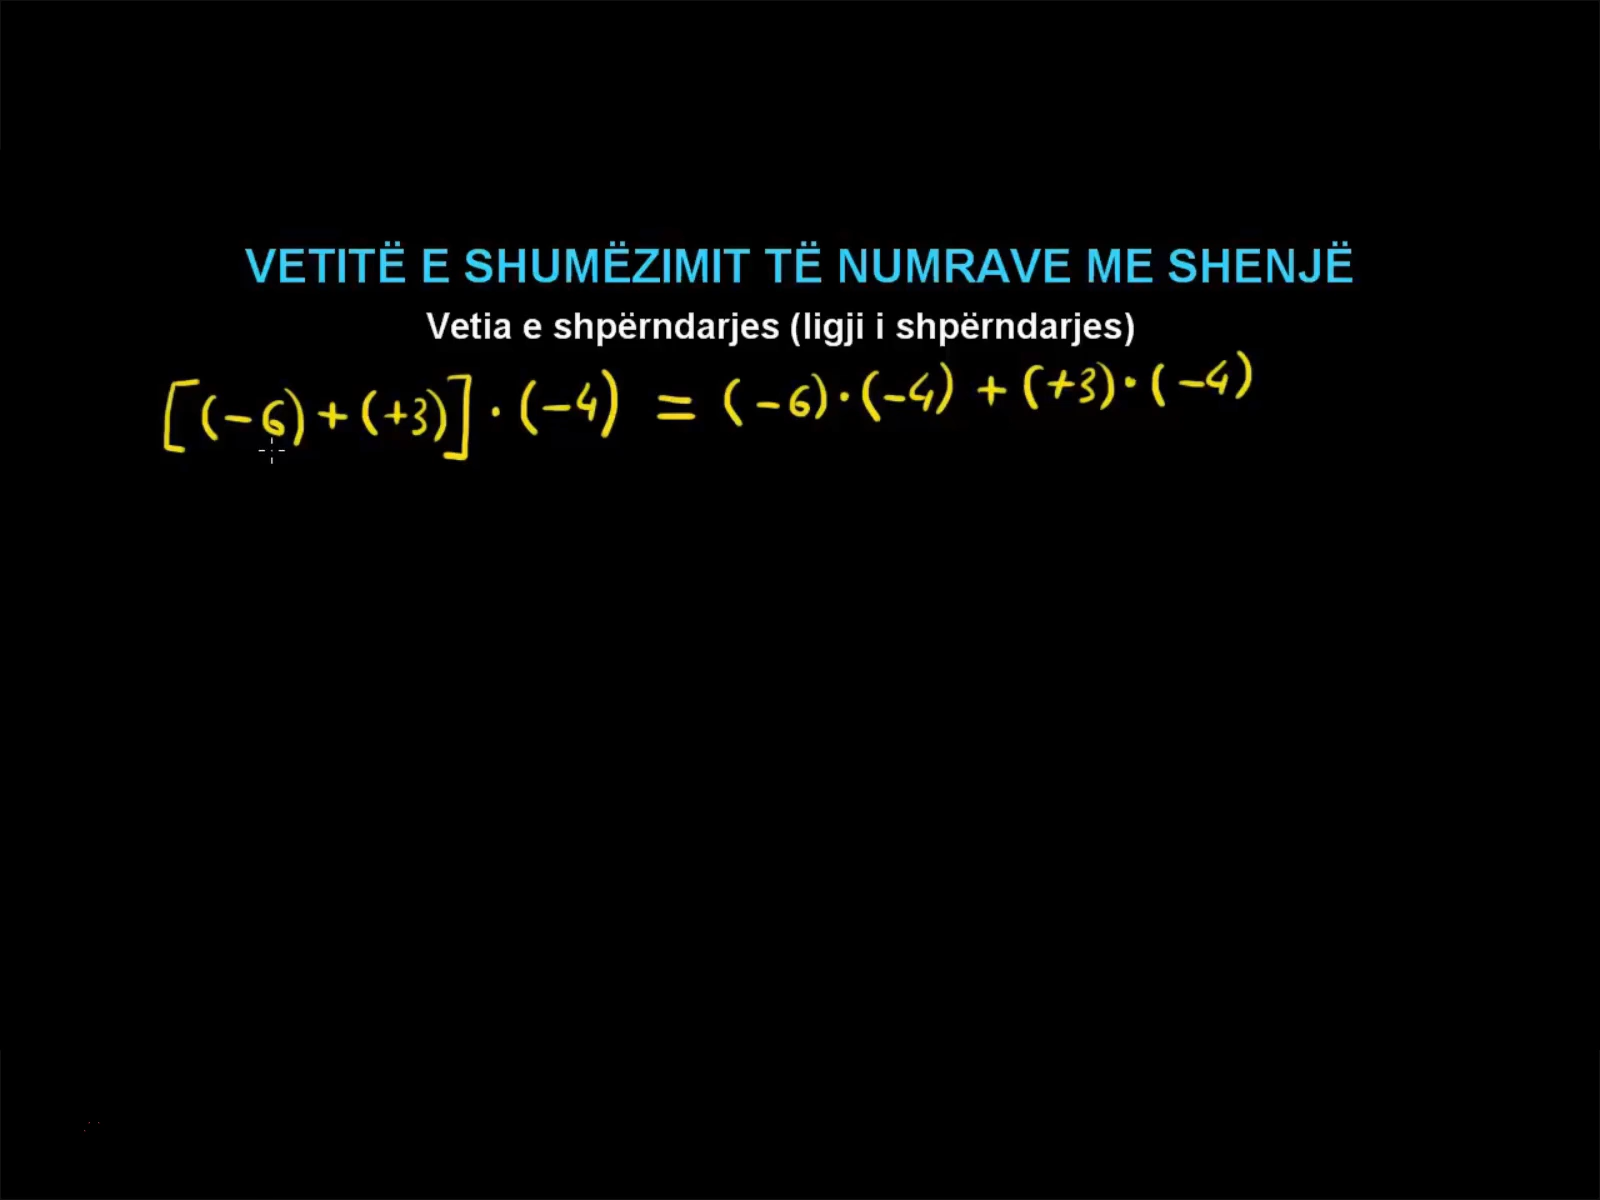 VETITË E SHUMËZIMIT TË NUMRAVE ME SHENJË
Vetia e shpërndarjes (ligji i shpërndarjes)
[(-6)+(+3)]·(-4) = (-6)·(-4)+(+3)·(-4)